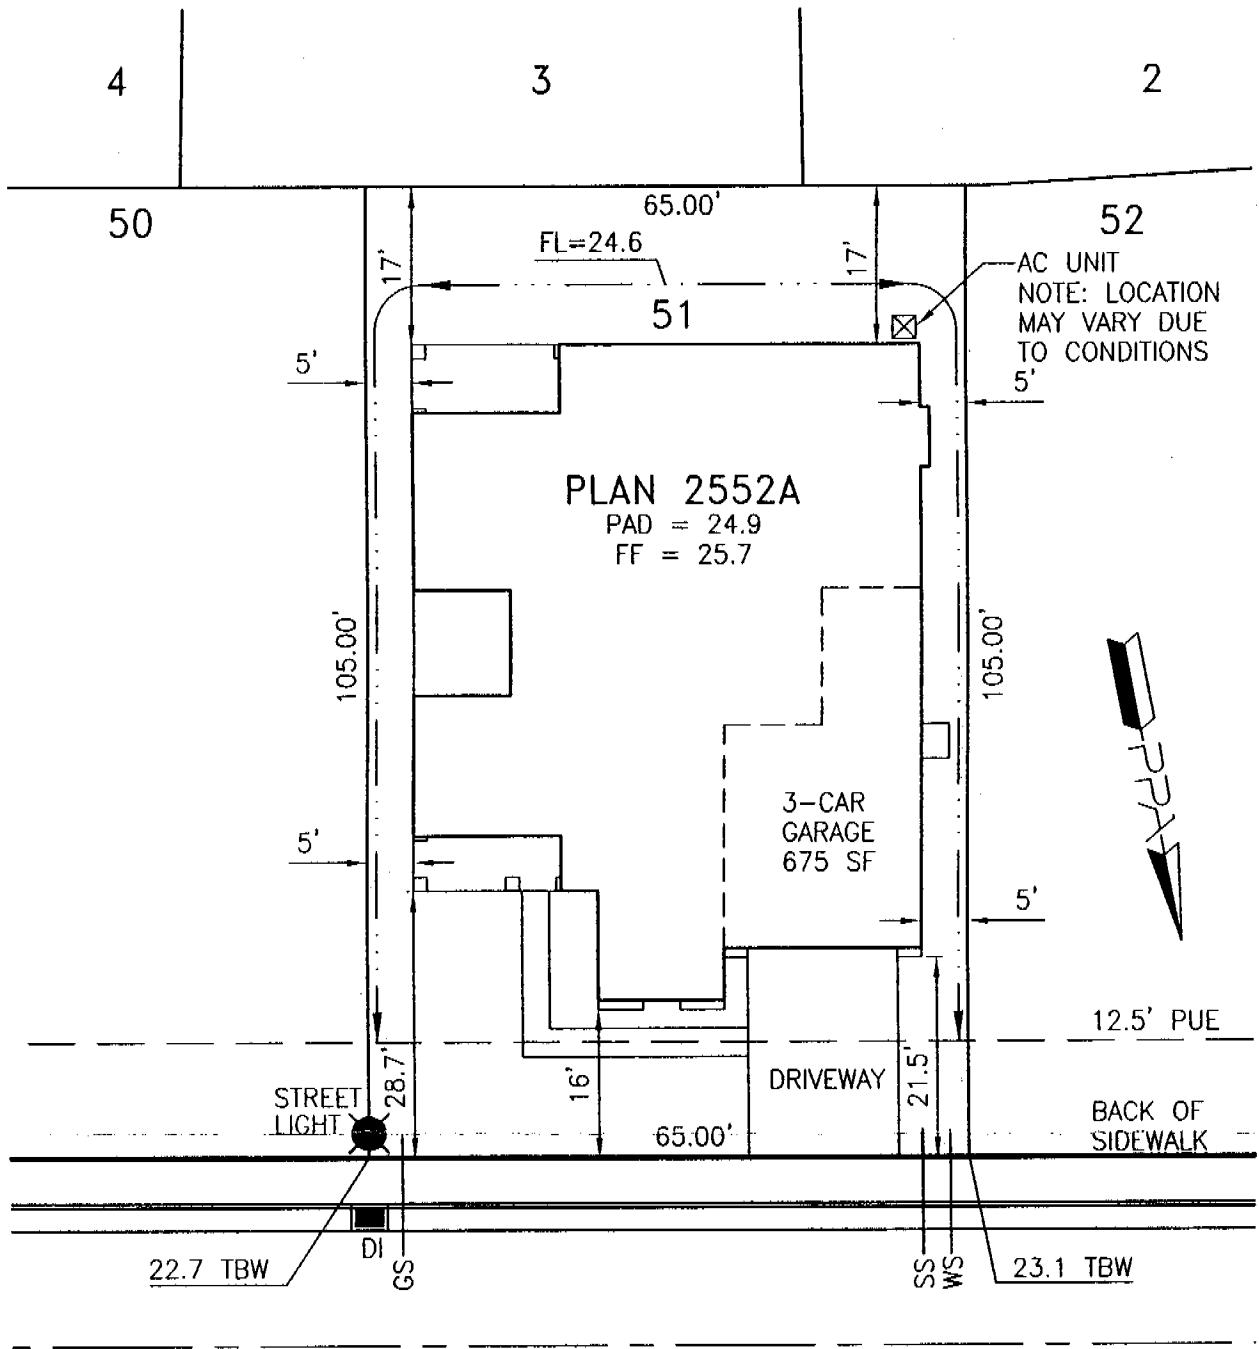 4
3
2
50
65.00'
52
FL=24.6
17'
17'
AC UNIT
NOTE: LOCATION
MAY VARY DUE
TO CONDITIONS
51
5'
5'
PLAN 2552A
PAD = 24.9
FF = 25.7
105.00'
105.00'
3-CAR
GARAGE
675 SF
5'
5'
12.5' PUE
28.7'
16'
DRIVEWAY
21.5'
STREET
LIGHT
65.00'
BACK OF
SIDEWALK
DI
22.7 TBW
GS
SS
WS
23.1 TBW